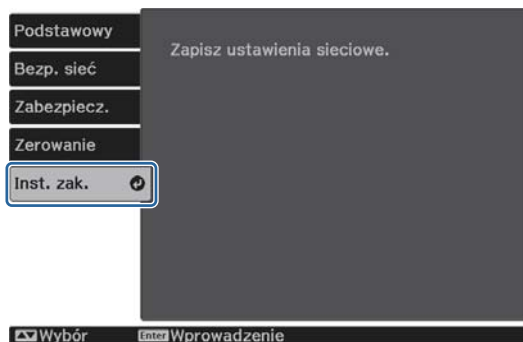 Podstawowy
Bezp. sieć
Zabezpiecz.
Zerowanie
Inst. zak.
Zapisz ustawienia sieciowe.
Wybór Enter Wprowadzenie